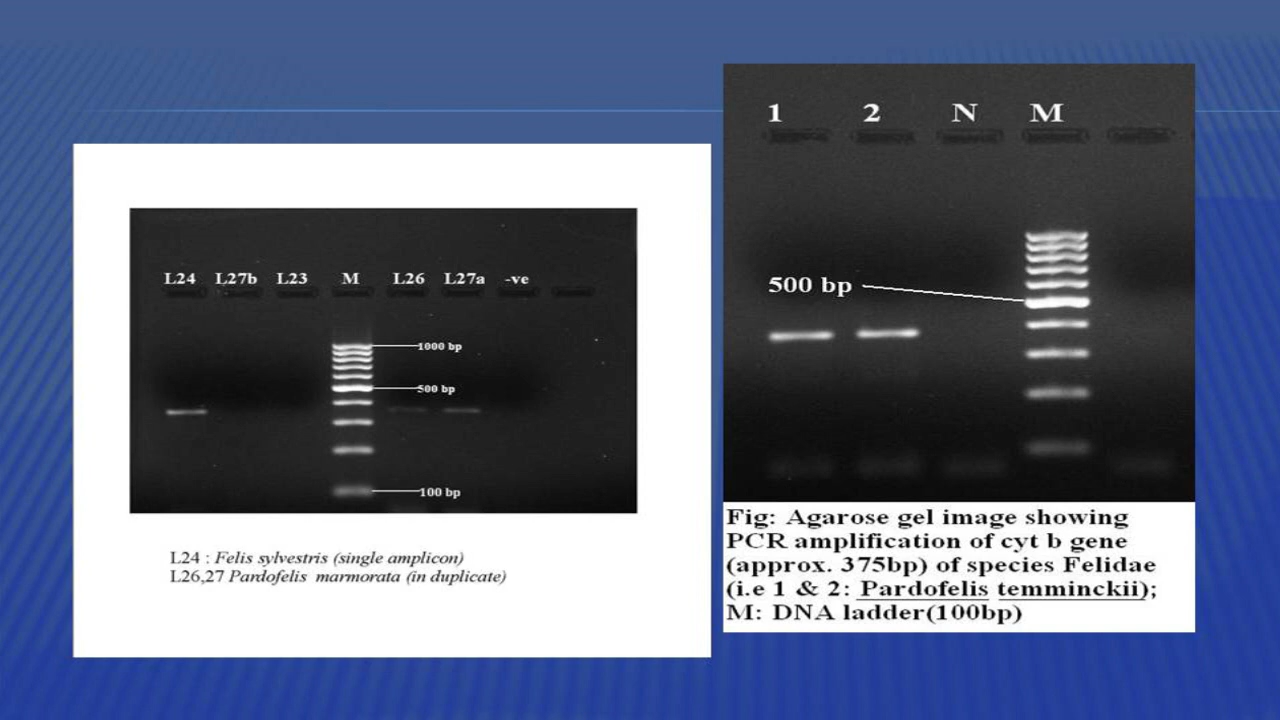 L24 L27b L23 M L26 L27a -ve
1000 bp
500 bp
100 bp
L24 : Felis sylvestris (single amplicon)
L26,27 Pardofelis marmorata (in duplicate)
1 2 N M
500 bp
Fig: Agarose gel image showing
PCR amplification of cyt b gene
(approx. 375bp) of species Felidae
(i.e 1 & 2: Pardofelis temminckii);
M: DNA ladder(100bp)